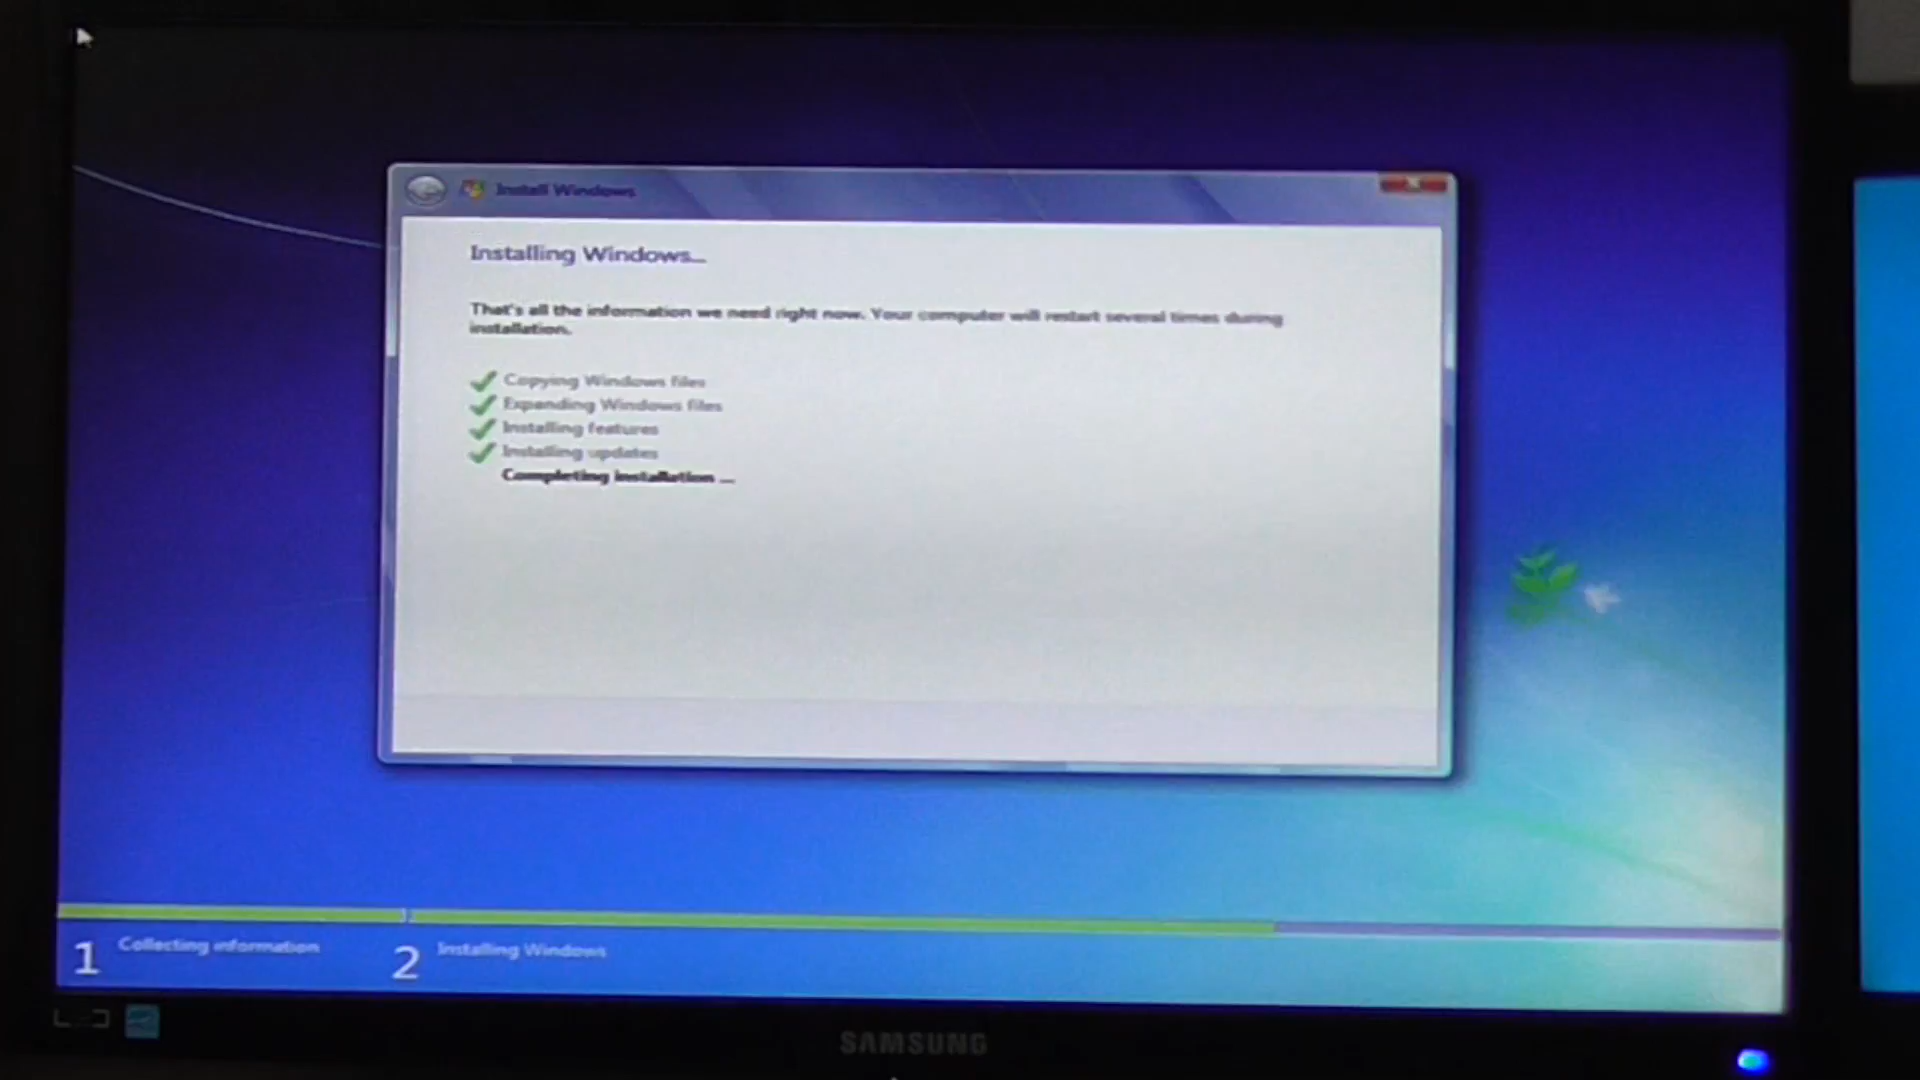 Install Windows
Installing Windows...
That's all the information we need right now. Your computer will restart several times during
installation.
Copying Windows files
Expanding Windows files
Installing features
Installing updates
Completing installation ...
1 Collecting information
2 Installing Windows
SAMSUNG